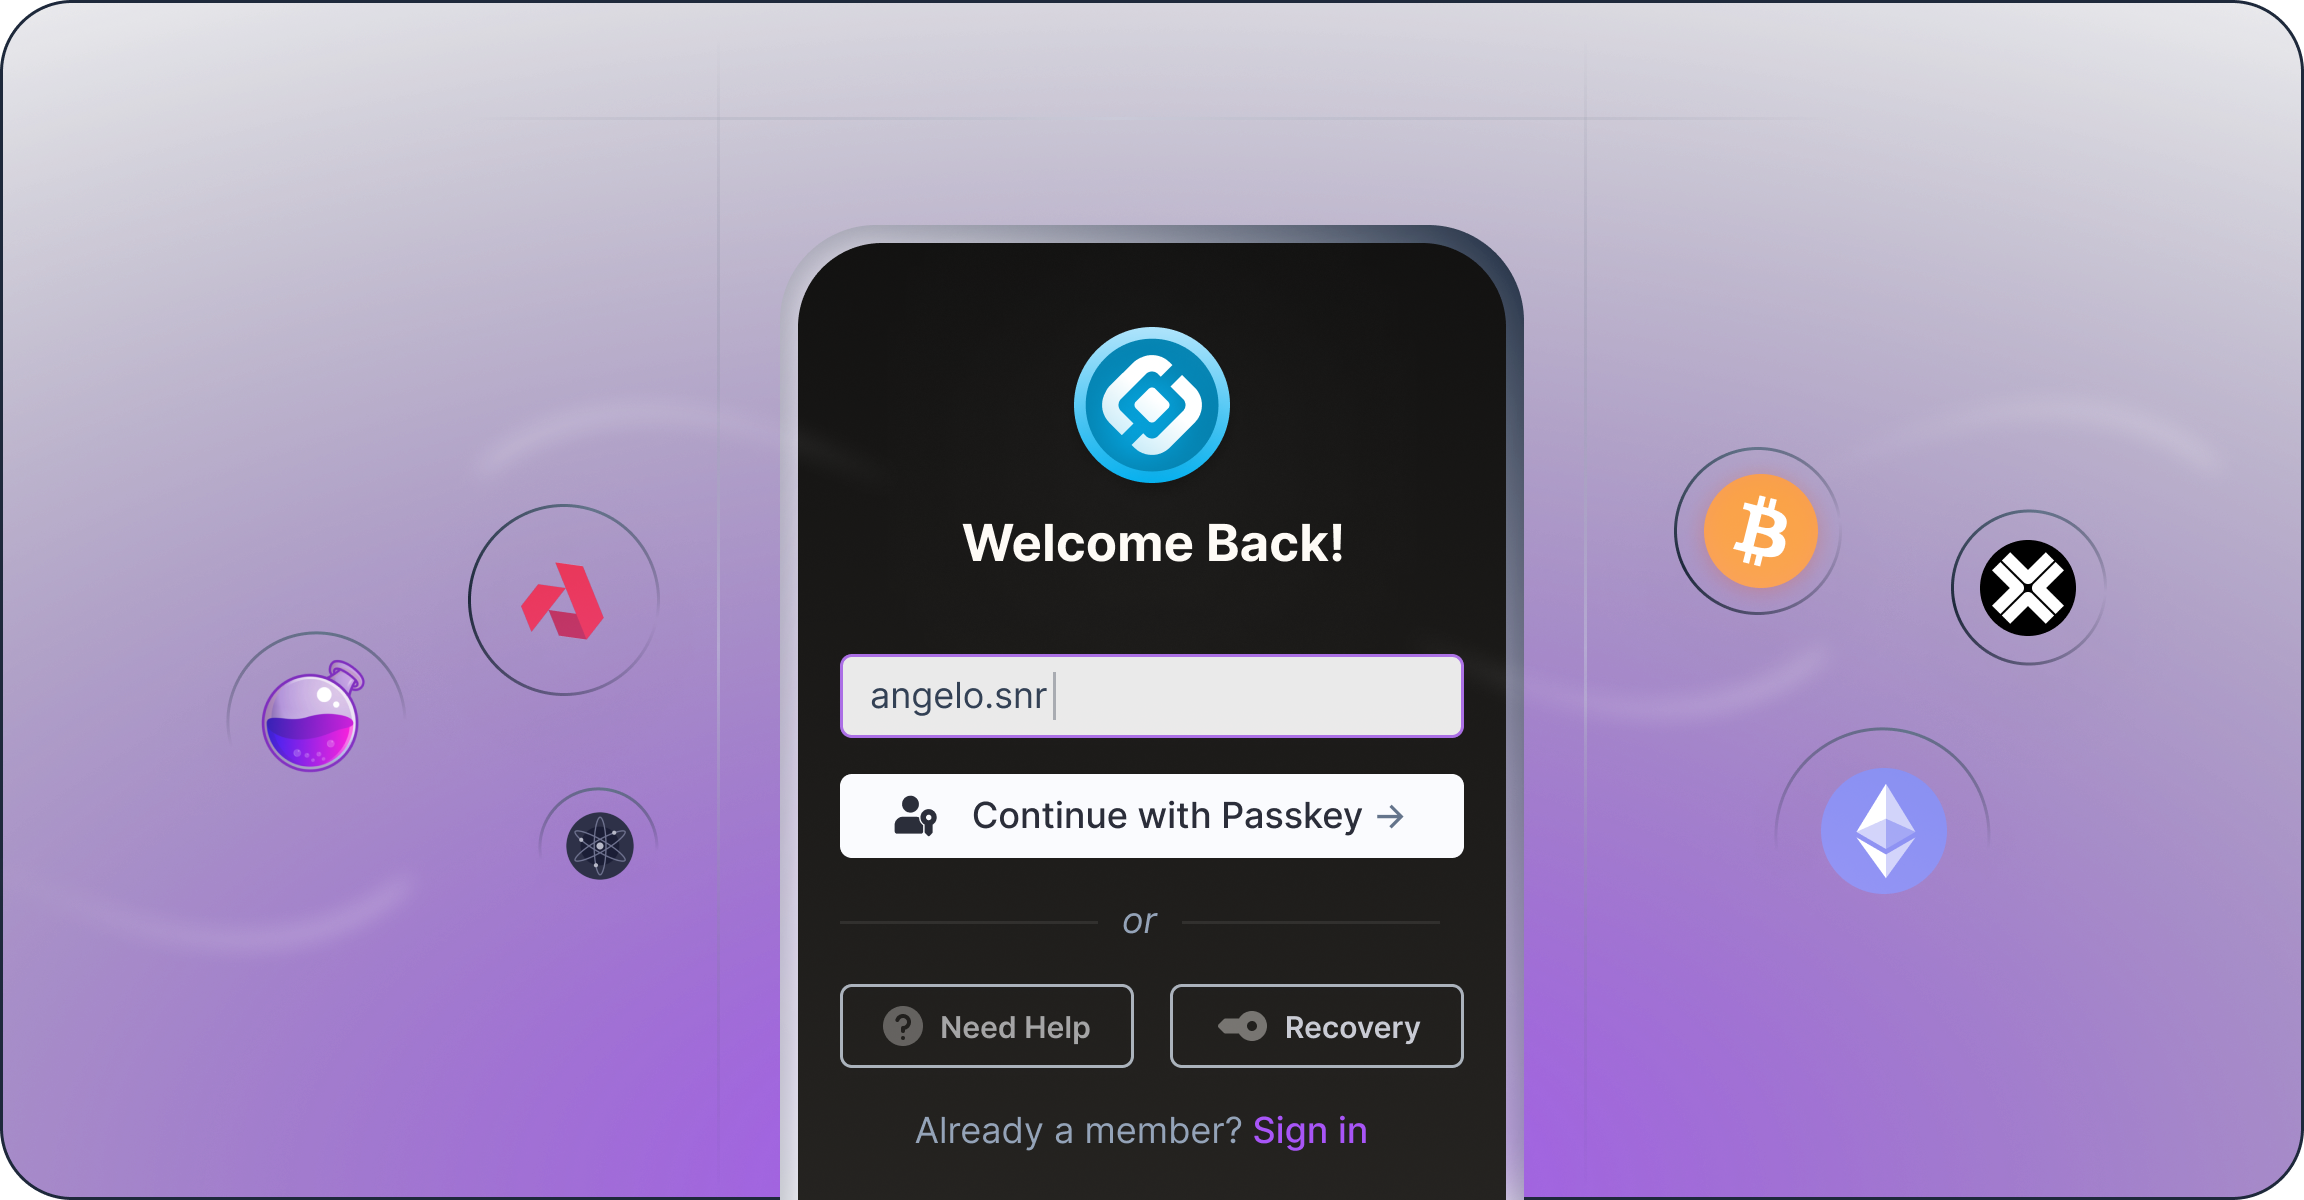 Welcome Back!
angelo.snr
Continue with Passkey →
or
Need Help
Recovery
Already a member? Sign in